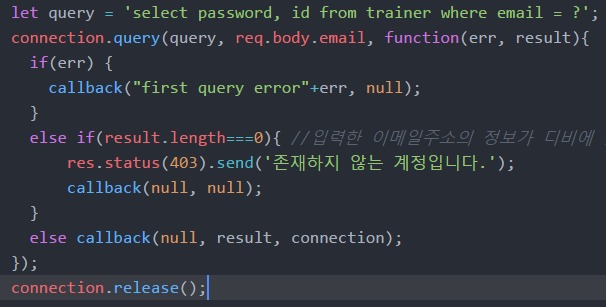 let query = 'select password, id from trainer where email = ?';
connection.query(query, req.body.email, function(err, result){
  if(err) {
    callback("first query error"+err, null);
  }
  else if(result.length===0){ //입력한 이메일주소의 정보가 디비에
      res.status(403).send('존재하지 않는 계정입니다.');
      callback(null, null);
  }
  else callback(null, result, connection);
});
connection.release();